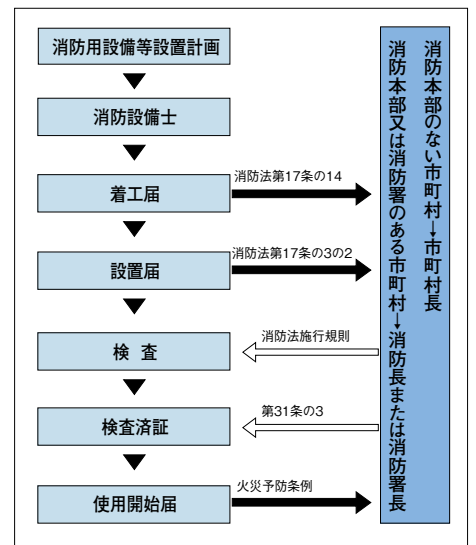 消防用設備等設置計画
消防設備士
着工届
消防法第17条の14
設置届
消防法第17条の3の2
検 査
消防法施行規則
検査済証
第31条の3
使用開始届
火災予防条例
消防本部のない市町村→市町村長
消防本部又は消防署のある市町村→消防長または消防署長